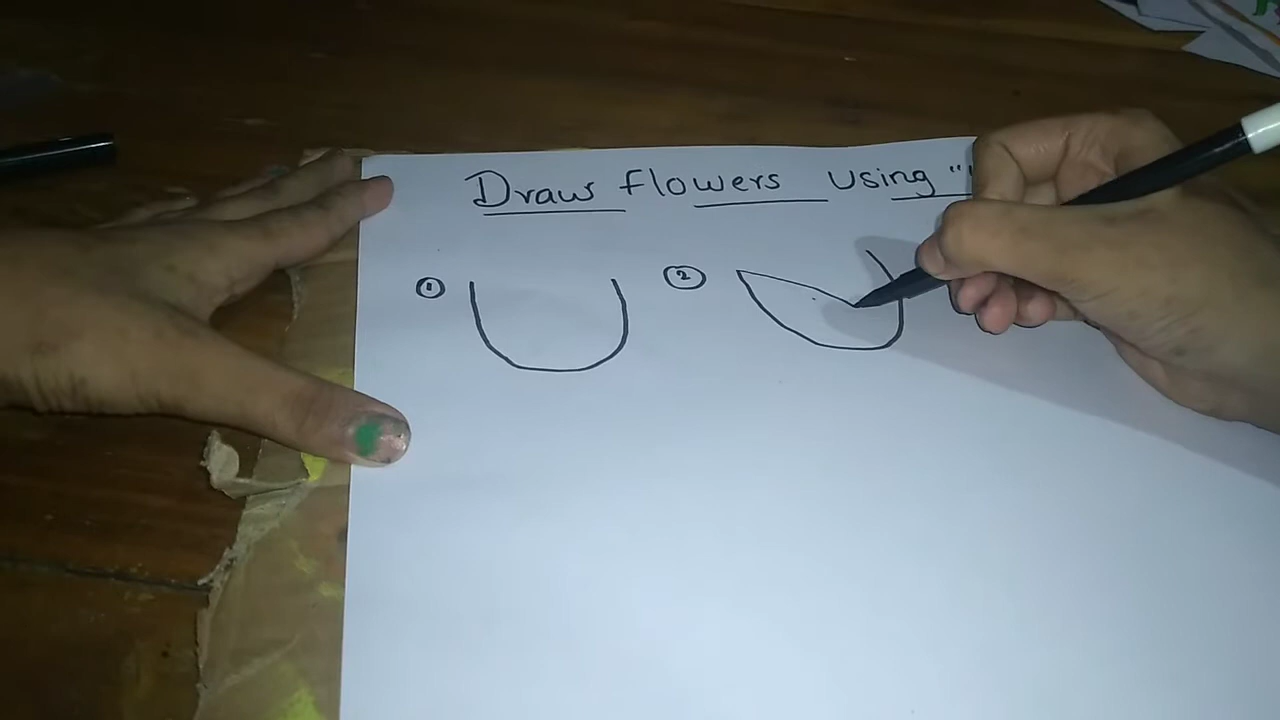 Draw flowers using "
① ②